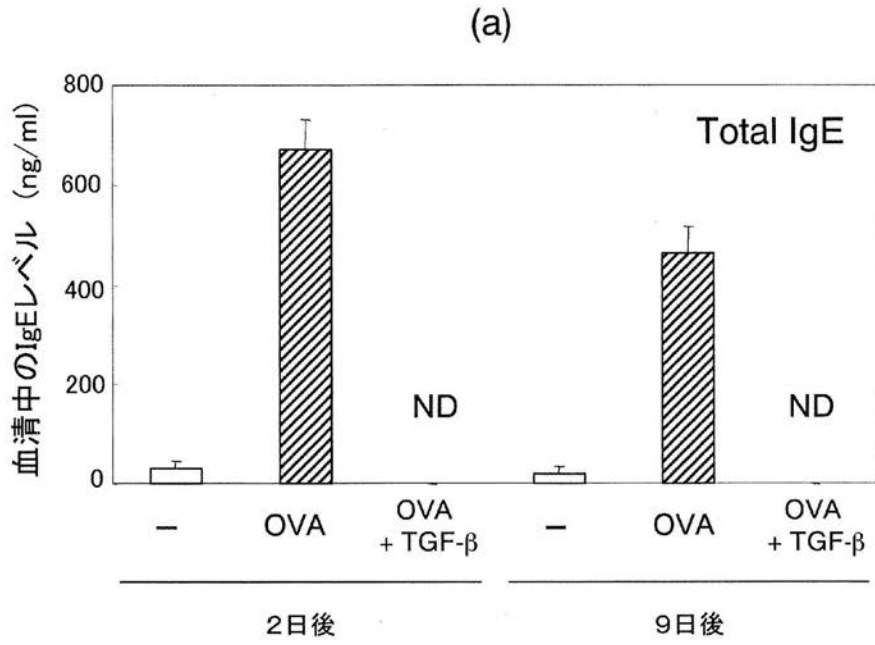 (a)
血清中のIgEレベル (ng/ml)
800
600
400
200
0
Total IgE
ND
ND
− OVA OVA + TGF-β − OVA OVA + TGF-β
2日後 9日後